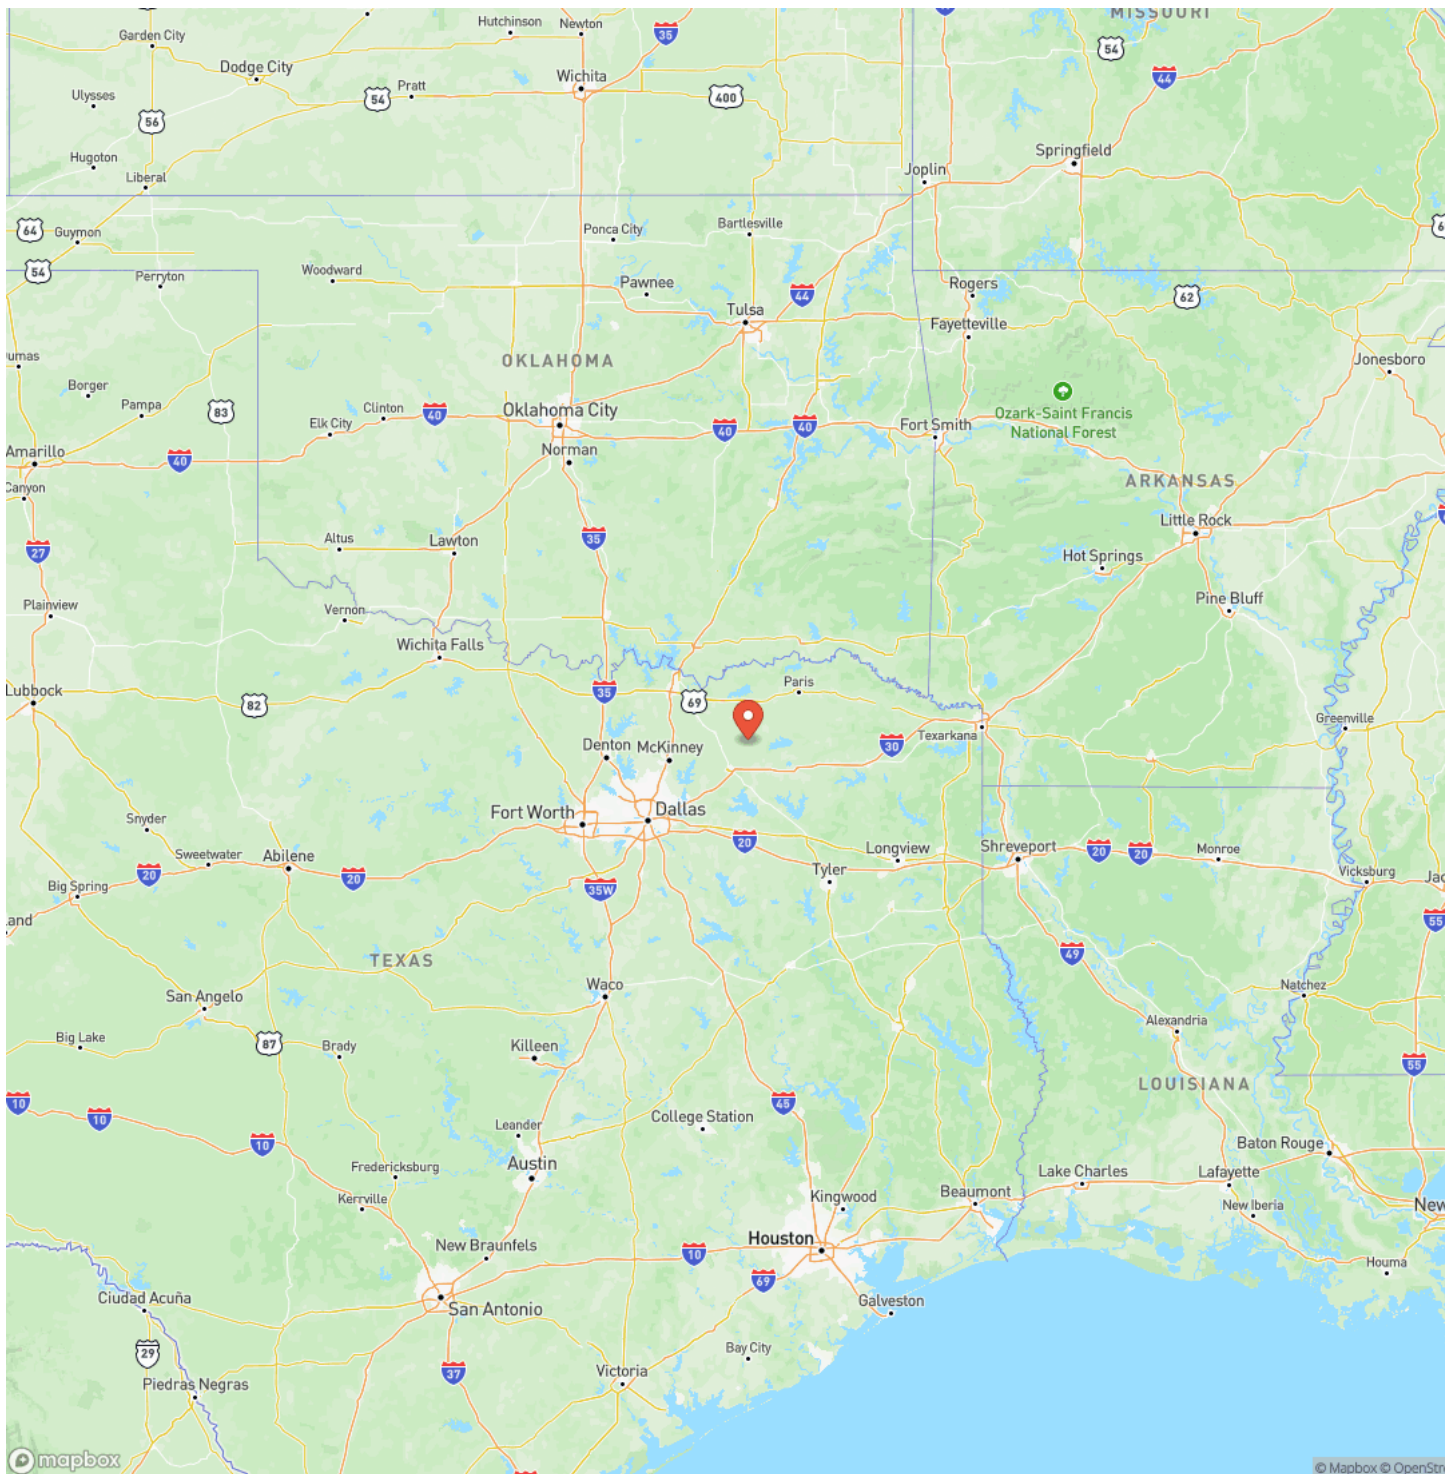 MISSOURI
Hutchinson
Newton
35
Garden City
54
Dodge City
Wichita
44
Pratt
54
400
Ulysses
56
Springfield
Hugoton
Joplin
Liberal
64
Guymon
Ponca City
Bartlesville
54
Perryton
Woodward
Pawnee
44
Rogers
62
Tulsa
Fayetteville
OKLAHOMA
Jonesboro
Borger
Pampa
83
Clinton
40
Oklahoma City
Ozark-Saint Francis
National Forest
Elk City
40
40
Fort Smith
Amarillo
40
Norman
ARKANSAS
Canyon
Little Rock
27
Altus
Lawton
35
Hot Springs
Plainview
Vernon
Pine Bluff
Wichita Falls
Lubbock
82
35
69
Paris
Greenville
Texarkana
30
Denton
McKinney
Fort Worth
Dallas
Snyder
20
Longview
Shreveport
20
20
Monroe
Sweetwater
Abilene
20
20
Tyler
Vicksburg
Big Spring
35W
55
49
TEXAS
Waco
San Angelo
Natchez
Big Lake
87
Brady
Killeen
Alexandria
55
10
10
45
LOUISIANA
College Station
Leander
10
Baton Rouge
Fredericksburg
Austin
Lake Charles
Lafayette
Kerrville
Kingwood
Beaumont
New Iberia
New
Houston
New Braunfels
10
Houma
69
Ciudad Acuña
San Antonio
Galveston
29
Bay City
37
Victoria
Piedras Negras
mapbox
© Mapbox © OpenStr